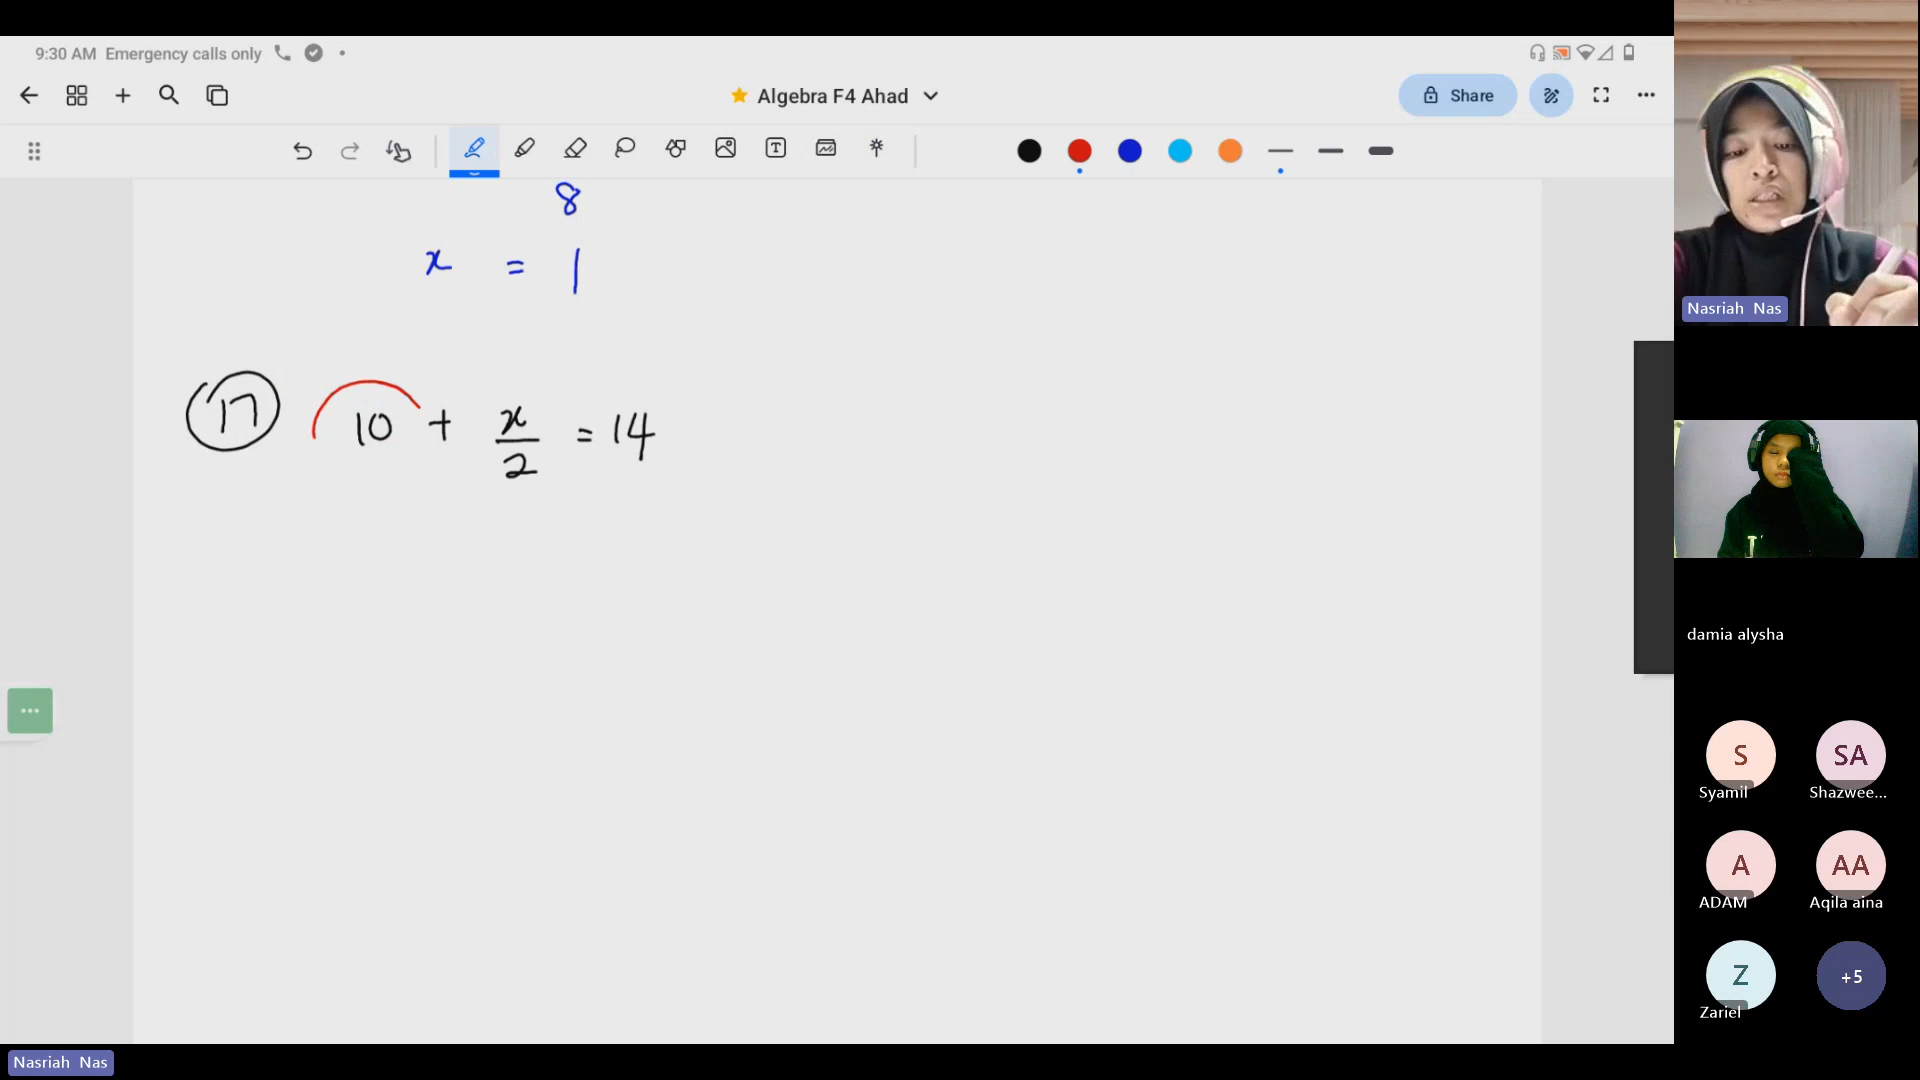 9:30 AM Emergency calls only
Algebra F4 Ahad
Share
8
x = 1
17 10 + x/2 = 14
Nasriah Nas
T
damia alysha
S
Syamil
SA
Shazwee...
A
ADAM
AA
Aqila aina
Z
Zariel
+5
Nasriah Nas